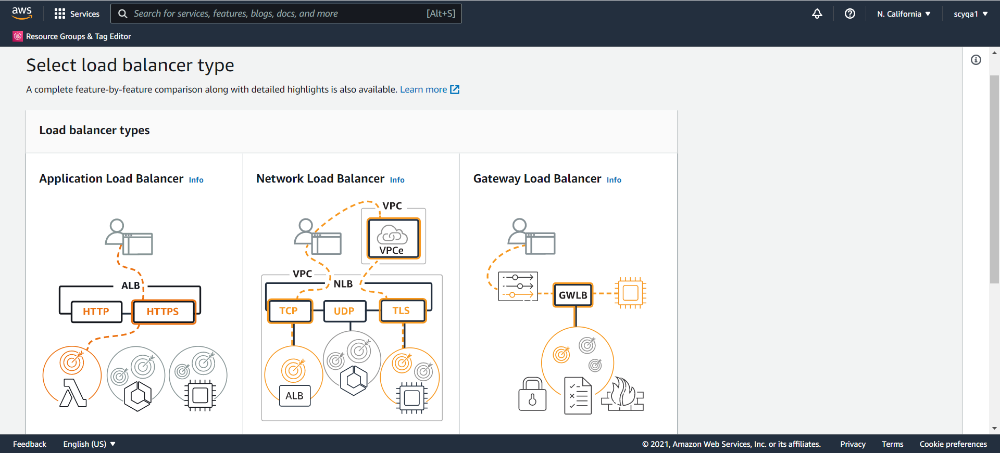 aws
Services
Search for services, features, blogs, docs, and more
[Alt+S]
N. California
scyqa1
Resource Groups & Tag Editor
Select load balancer type
A complete feature-by-feature comparison along with detailed highlights is also available. Learn more
Load balancer types
Application Load Balancer Info
ALB
HTTP
HTTPS
Network Load Balancer Info
VPC
VPCe
VPC
NLB
TCP
UDP
TLS
ALB
Gateway Load Balancer Info
GWLB
Feedback
English (US)
© 2021, Amazon Web Services, Inc. or its affiliates.
Privacy
Terms
Cookie preferences